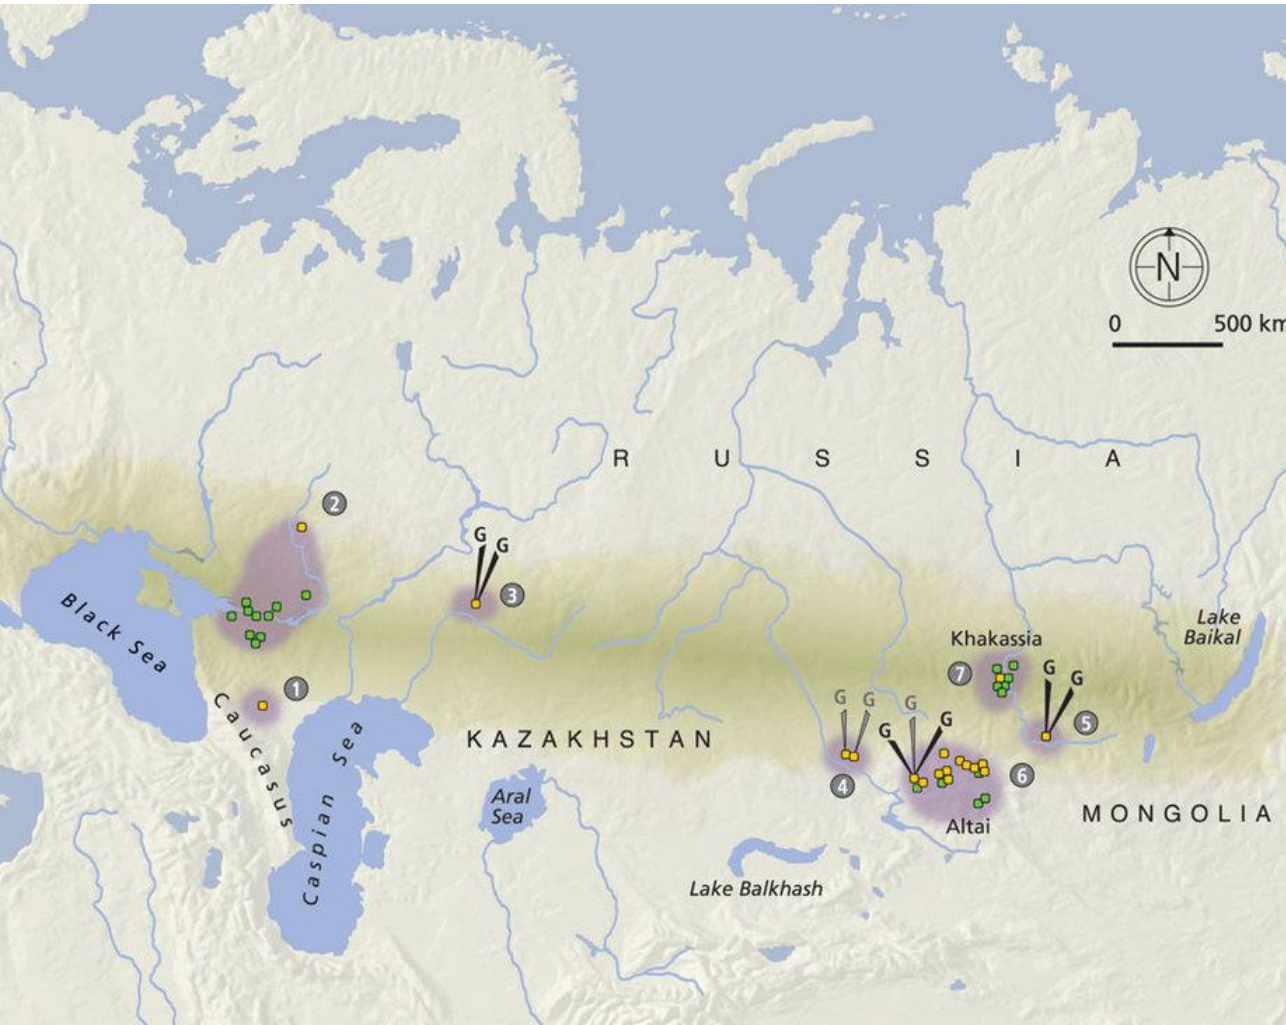 N
0 500 km
R U S S I A
2
G
G
3
Black Sea
Khakassia
7
Lake
Baikal
G
G
1
Caucasus
Caspian Sea
KAZAKHSTAN
G
G
G
G
G
5
4
6
Aral
Sea
Altai
MONGOLIA
Lake Balkhash